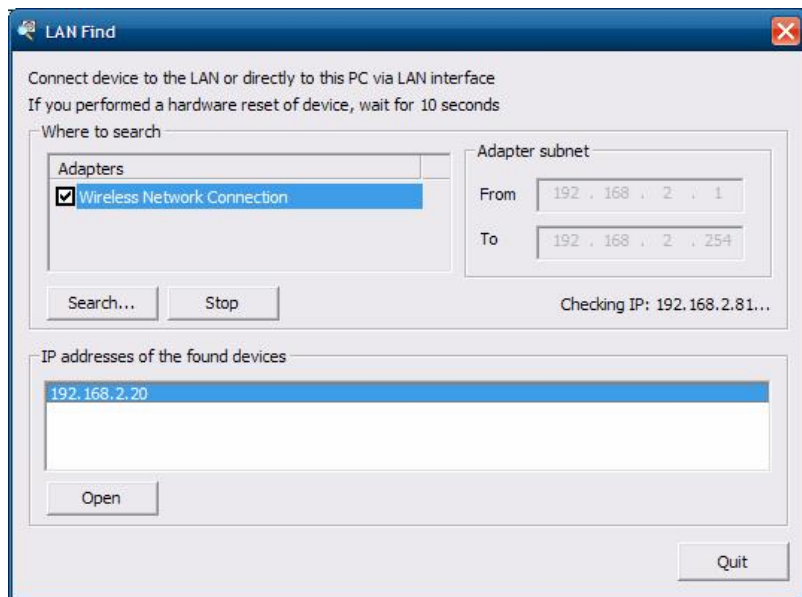 LAN Find
Connect device to the LAN or directly to this PC via LAN interface
If you performed a hardware reset of device, wait for 10 seconds
Where to search
Adapters
Wireless Network Connection
Adapter subnet
From 192 . 168 . 2 . 1
To 192 . 168 . 2 . 254
Search... Stop Checking IP: 192.168.2.81...
IP addresses of the found devices
192.168.2.20
Open
Quit